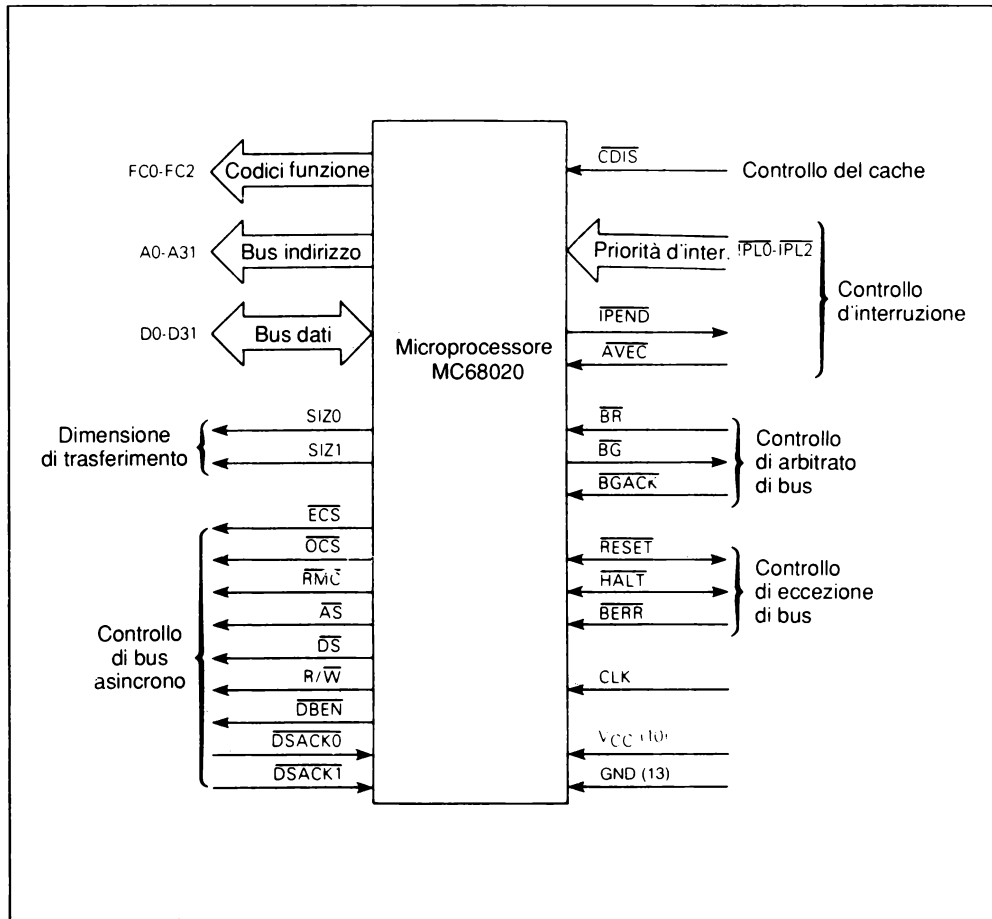 FC0-FC2
Codici funzione
A0-A31
Bus indirizzo
D0-D31
Bus dati
Dimensione
di trasferimento
SIZ0
SIZ1
Controllo
di bus
asincrono
ECS
OCS
RMC
AS
DS
R/W
DBEN
DSACK0
DSACK1
Microprocessore
MC68020
CDIS
Controllo del cache
Priorità d'inter.
IPL0-IPL2
IPEND
AVEC
Controllo
d'interruzione
BR
BG
BGACK
Controllo
di arbitrato
di bus
RESET
HALT
BERR
Controllo
di eccezione
di bus
CLK
VCC (10)
GND (13)